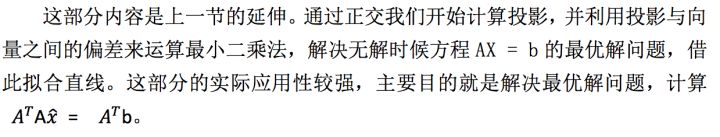 这部分内容是上一节的延伸。通过正交我们开始计算投影，并利用投影与向
量之间的偏差来运算最小二乘法，解决无解时候方程 AX = b 的最优解问题，借
此拟合直线。这部分的实际应用性较强，主要目的就是解决最优解问题，计算
$A^T A\hat{x} = A^T b$。